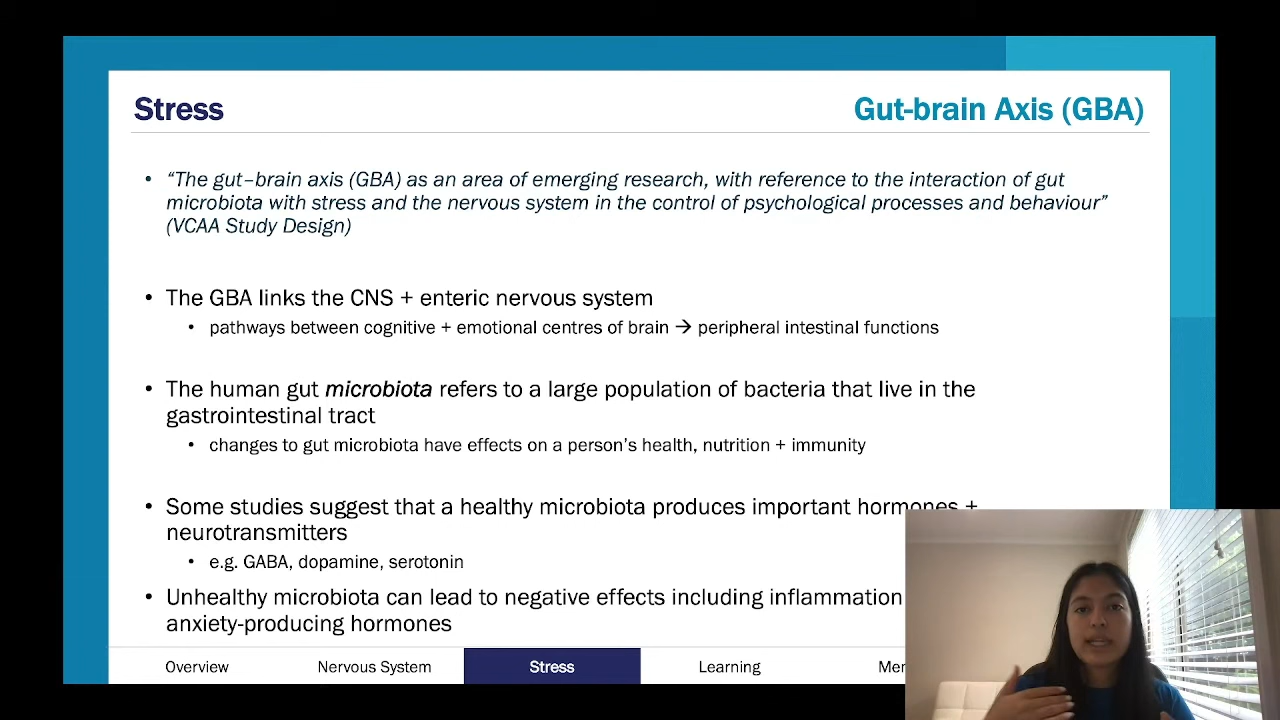 Stress
Gut-brain Axis (GBA)
• “The gut–brain axis (GBA) as an area of emerging research, with reference to the interaction of gut
microbiota with stress and the nervous system in the control of psychological processes and behaviour”
(VCAA Study Design)
• The GBA links the CNS + enteric nervous system
• pathways between cognitive + emotional centres of brain → peripheral intestinal functions
• The human gut microbiota refers to a large population of bacteria that live in the
gastrointestinal tract
• changes to gut microbiota have effects on a person’s health, nutrition + immunity
• Some studies suggest that a healthy microbiota produces important hormones +
neurotransmitters
• e.g. GABA, dopamine, serotonin
• Unhealthy microbiota can lead to negative effects including inflammation
anxiety-producing hormones
Overview Nervous System Stress Learning